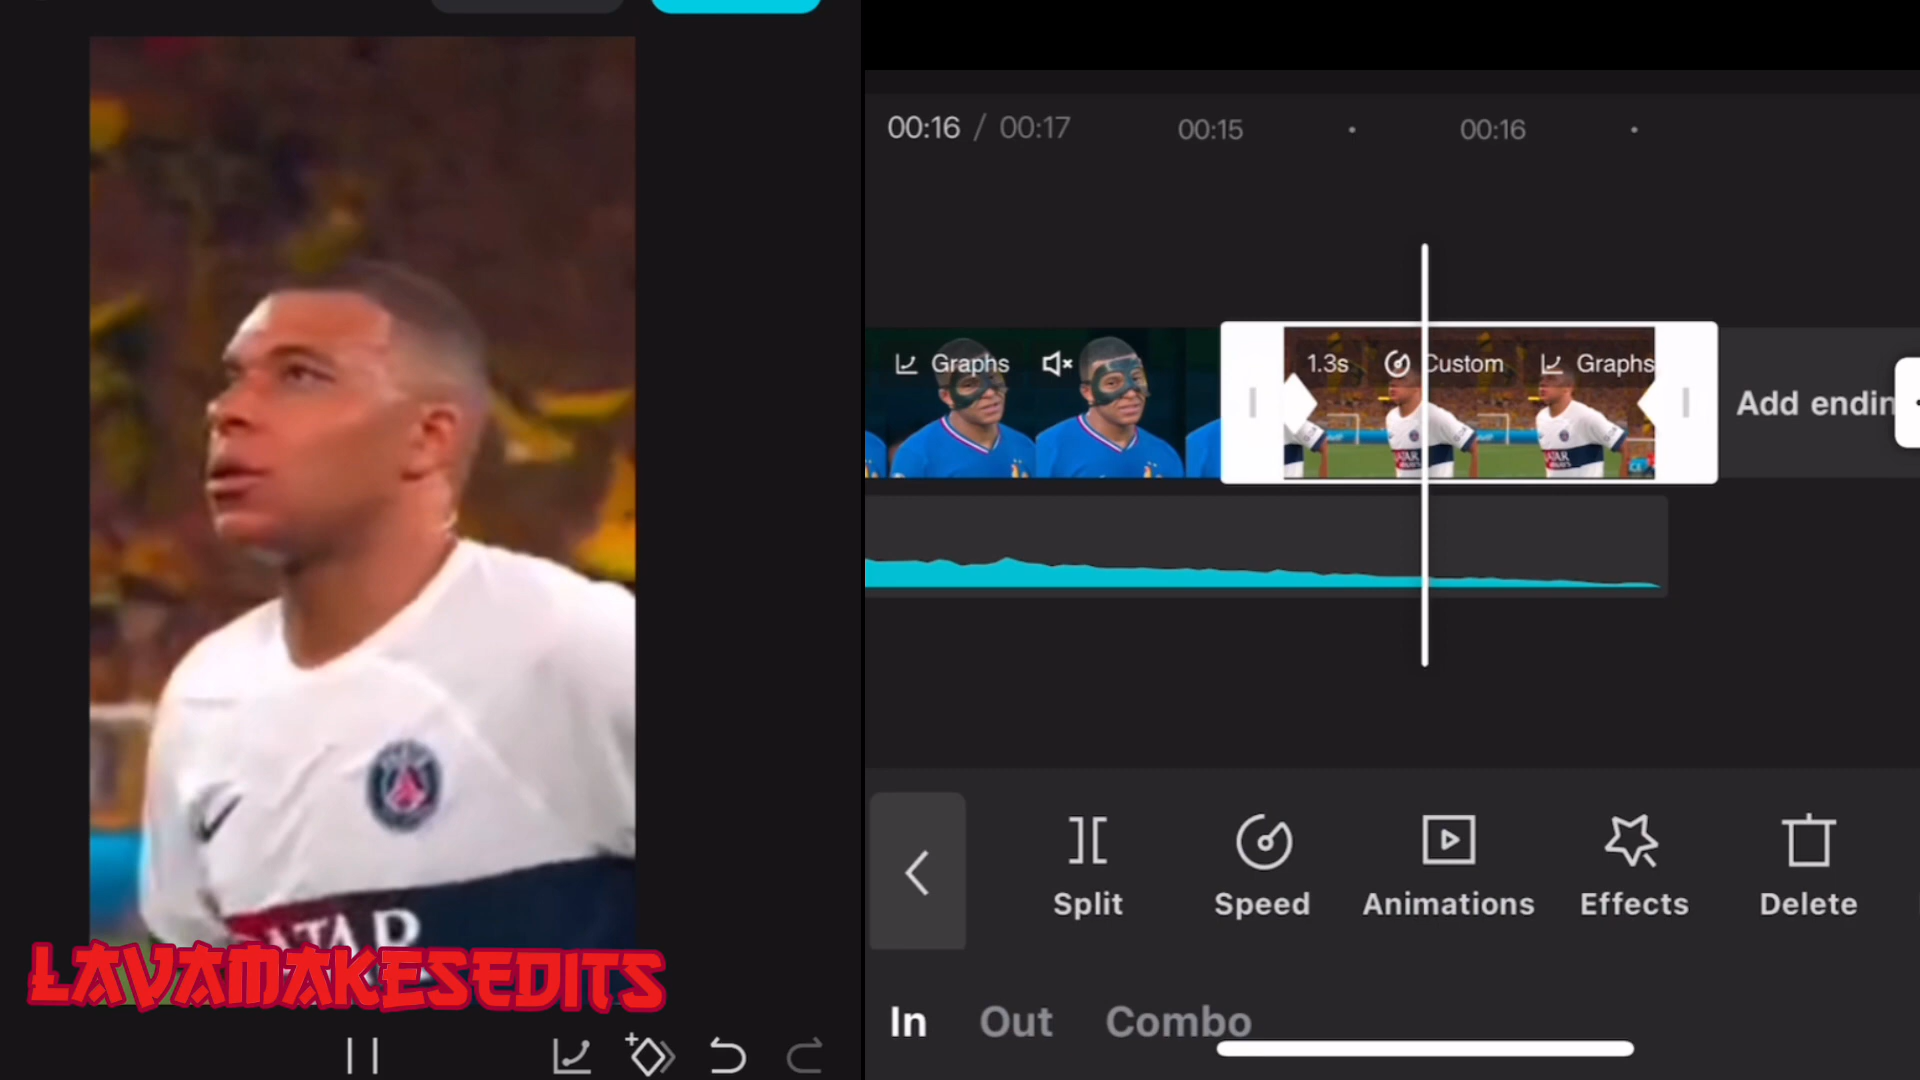 00:16 / 00:17
00:15
00:16
Graphs
1.3s
Custom
Graphs
Add endin
ATAR
LAVAMAKESEDITS
Split
Speed
Animations
Effects
Delete
In
Out
Combo